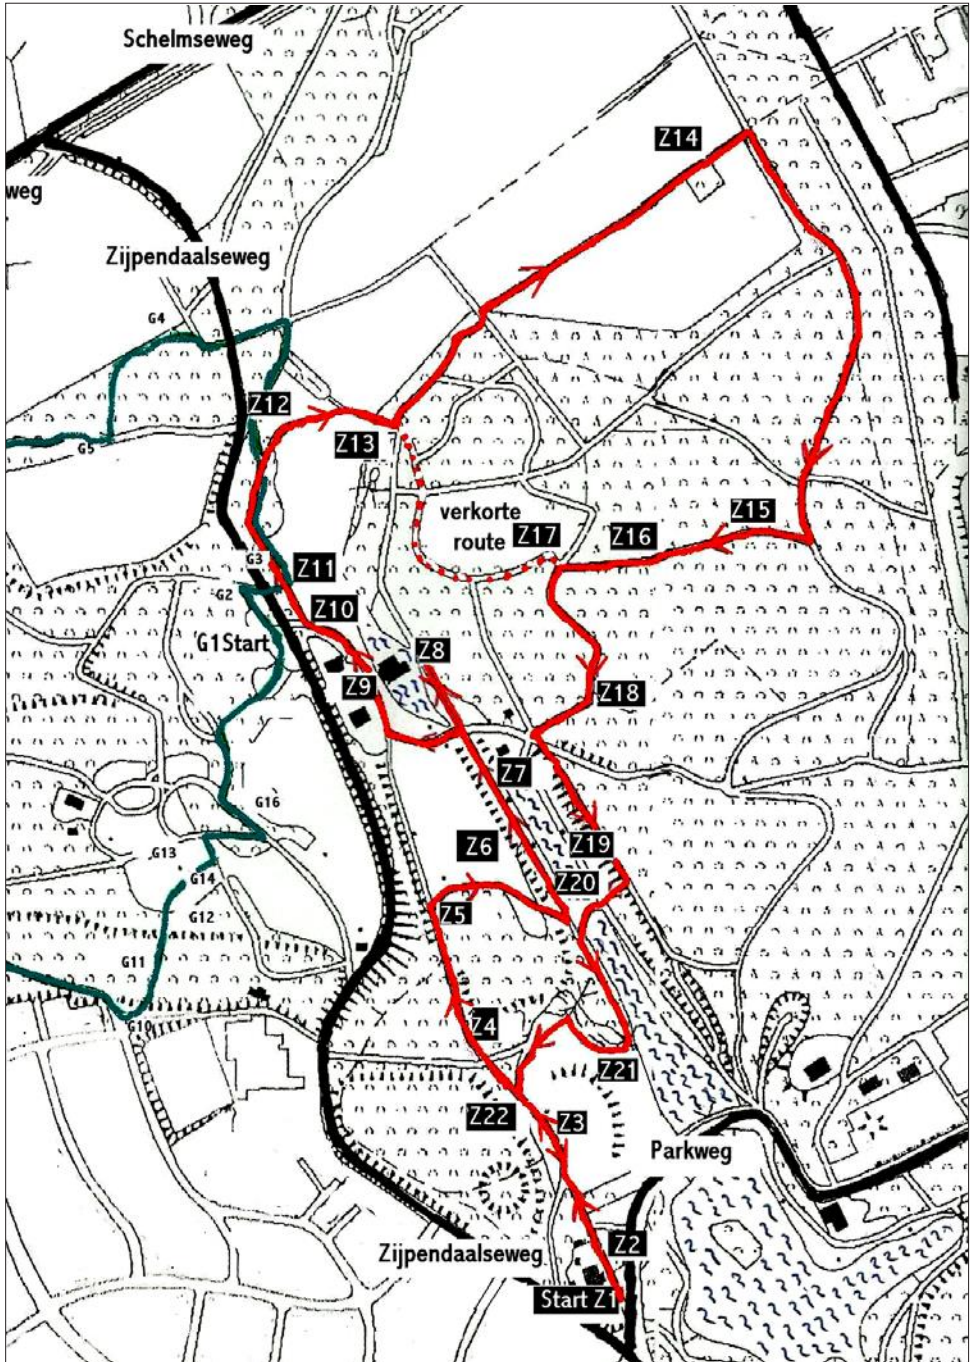 Schelmseweg
Z14
weg
Zijpendaalseweg
G4
Z12
G5
Z13
verkorte
route
Z17
Z16
Z15
G3
Z11
G2
Z10
G1Start
Z8
Z9
Z18
Z7
G16
Z6
Z19
G13
G14
Z20
G12
Z5
G11
G10
Z4
Z21
Z22
Z3
Parkweg
Z2
Zijpendaalseweg
Start Z1